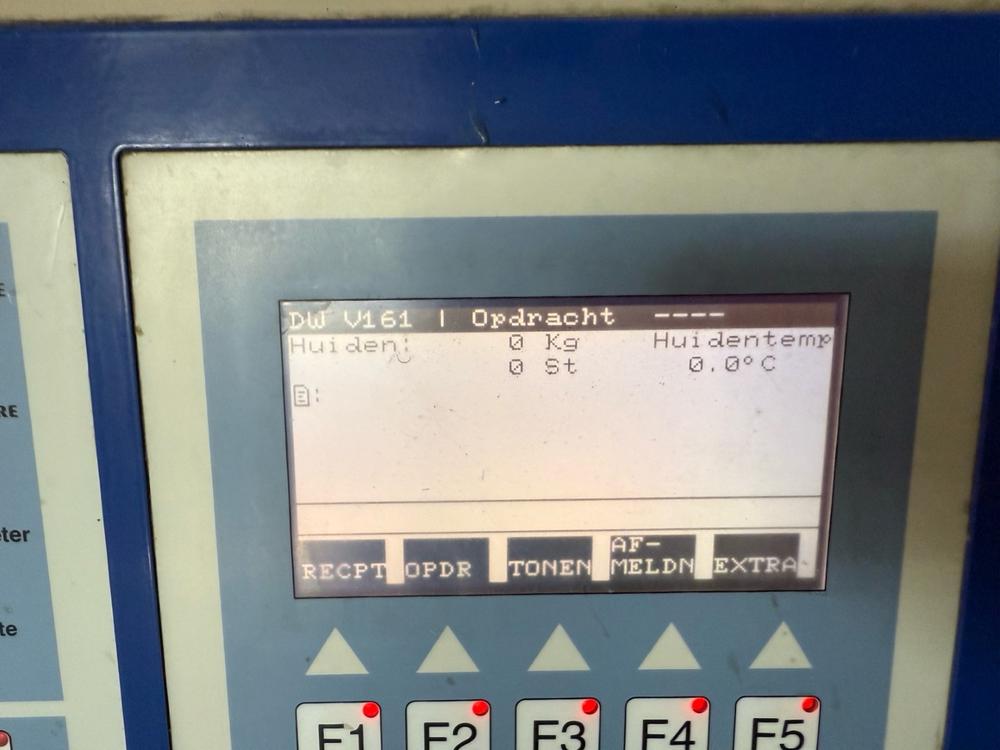 DW V161 | Opdracht ----
Huiden: 0 Kg Huidentemp
0 St 0.0°C
:
RECPT OPDR TONEN AF-MELDN EXTRA
F1 F2 F3 F4 F5
E
RE
eter
te